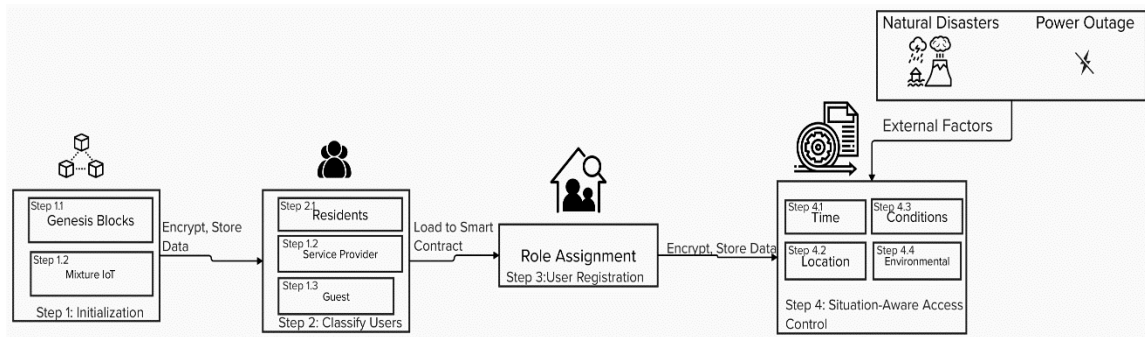 Natural Disasters
Power Outage
External Factors
Step 1.1
Genesis Blocks
Step 1.2
Mixture IoT
Step 1: Initialization
Encrypt, Store
Data
Step 2.1
Residents
Step 1.2
Service Provider
Step 1.3
Guest
Step 2: Classify Users
Load to Smart
Contract
Role Assignment
Step 3:User Registration
Encrypt, Store Data
Step 4.1
Time
Step 4.3
Conditions
Step 4.2
Location
Step 4.4
Environmental
Step 4: Situation-Aware Access
Control